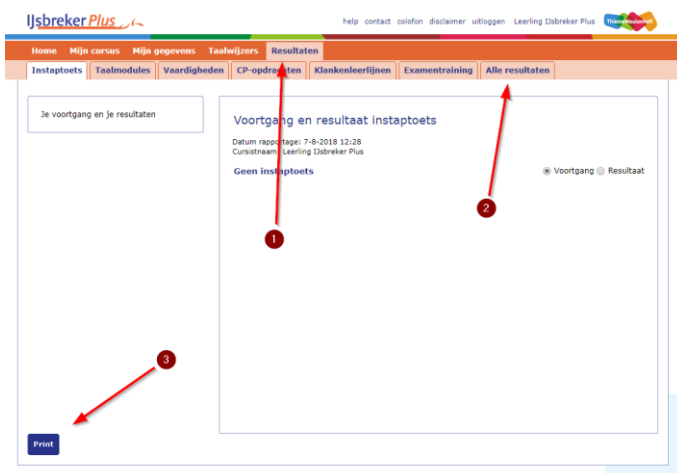 IJsbreker Plus
help contact colofon disclaimer uitloggen Leerling IJsbreker Plus ThiemeMeulenhoff
Home Mijn cursus Mijn gegevens Taalwijzers Resultaten
Instaptoets Taalmodules Vaardigheden CP-opdrachten Klankenleerlijnen Examentraining Alle resultaten
Je voortgang en je resultaten
Voortgang en resultaat instaptoets
Datum rapportage: 7-8-2018 12:28
Cursistnaam: Leerling IJsbreker Plus
Geen instaptoets
Voortgang Resultaat
2
1
3
Print